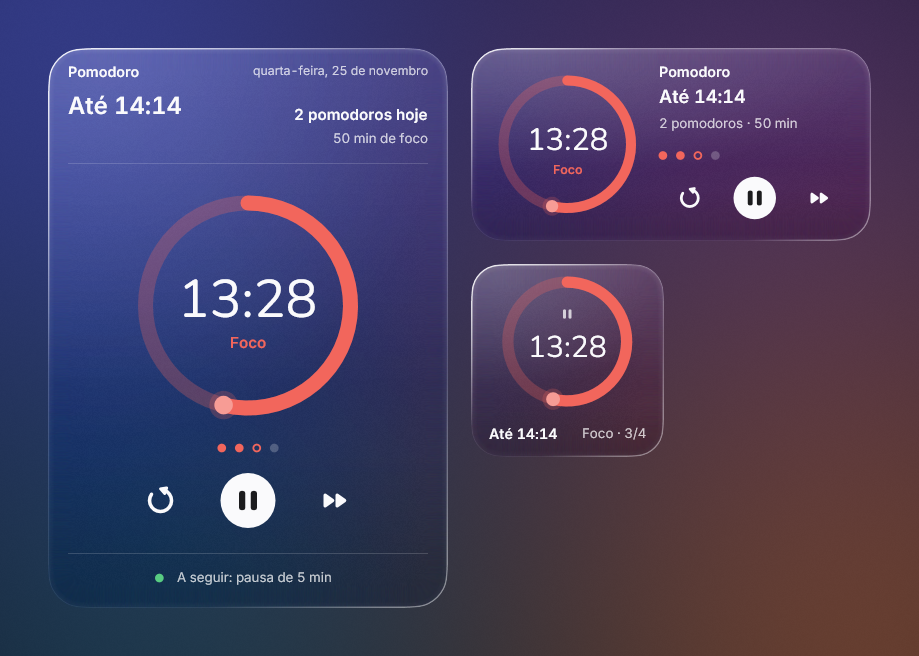 Pomodoro
quarta-feira, 25 de novembro
Até 14:14
2 pomodoros hoje
50 min de foco
13:28
Foco
A seguir: pausa de 5 min
Pomodoro
Até 14:14
2 pomodoros · 50 min
13:28
Foco
13:28
Até 14:14
Foco · 3/4